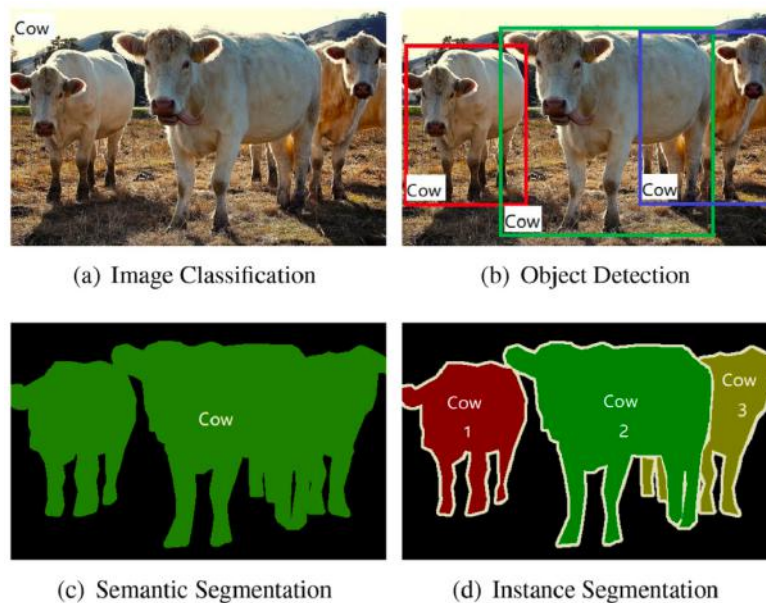 Cow
Cow
Cow
Cow
(a) Image Classification
(b) Object Detection
Cow
Cow
1
Cow
2
Cow
3
(c) Semantic Segmentation
(d) Instance Segmentation